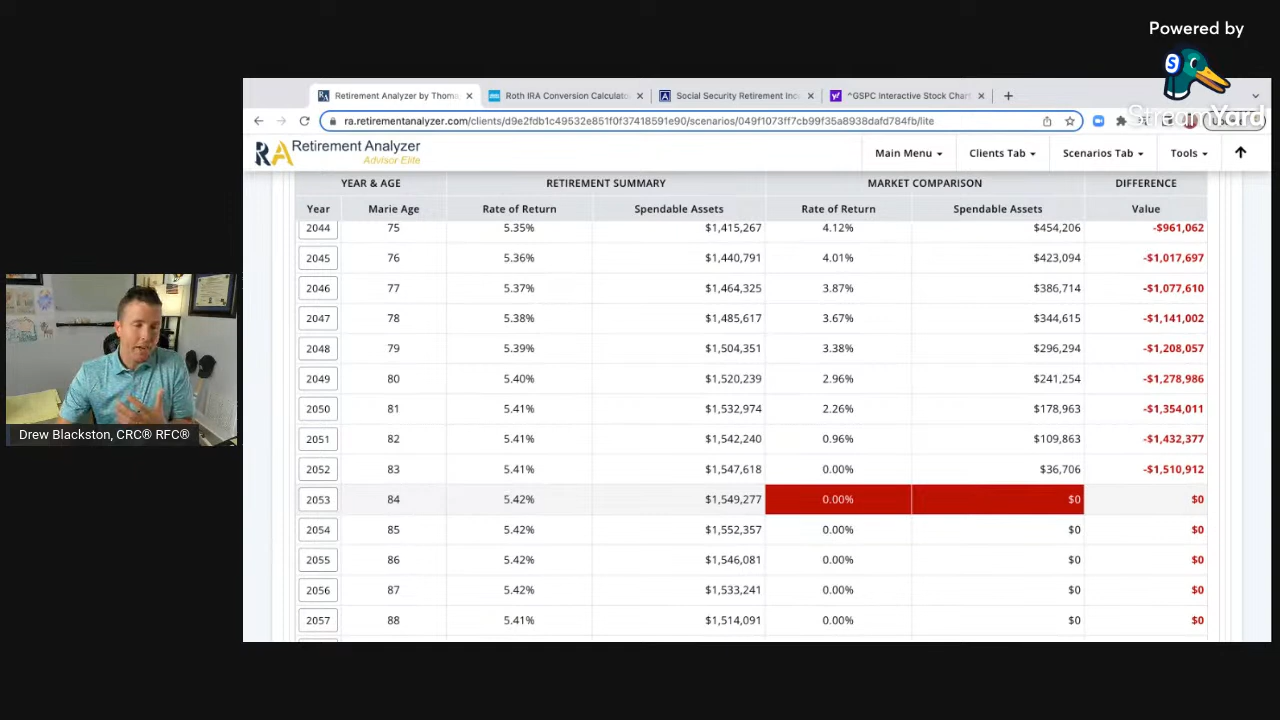 Powered by
S
StreamYard
Retirement Analyzer by Thoma
Roth IRA Conversion Calculato
Social Security Retirement Inc
^GSPC Interactive Stock Chart
ra.retirementanalyzer.com/clients/d9e2fdb1c49532e851f0f37418591e90/scenarios/049f1073ff7cb99f35a8938dafd784fb/lite
RA Retirement Analyzer
Advisor Elite
Main Menu
Clients Tab
Scenarios Tab
Tools
YEAR & AGE RETIREMENT SUMMARY MARKET COMPARISON DIFFERENCE
Year Marie Age Rate of Return Spendable Assets Rate of Return Spendable Assets Value
2044 75 5.35% $1,415,267 4.12% $454,206 -$961,062
2045 76 5.36% $1,440,791 4.01% $423,094 -$1,017,697
2046 77 5.37% $1,464,325 3.87% $386,714 -$1,077,610
2047 78 5.38% $1,485,617 3.67% $344,615 -$1,141,002
2048 79 5.39% $1,504,351 3.38% $296,294 -$1,208,057
2049 80 5.40% $1,520,239 2.96% $241,254 -$1,278,986
2050 81 5.41% $1,532,974 2.26% $178,963 -$1,354,011
2051 82 5.41% $1,542,240 0.96% $109,863 -$1,432,377
2052 83 5.41% $1,547,618 0.00% $36,706 -$1,510,912
2053 84 5.42% $1,549,277 0.00% $0 $0
2054 85 5.42% $1,552,357 0.00% $0 $0
2055 86 5.42% $1,546,081 0.00% $0 $0
2056 87 5.42% $1,533,241 0.00% $0 $0
2057 88 5.41% $1,514,091 0.00% $0 $0
Drew Blackston, CRC® RFC®